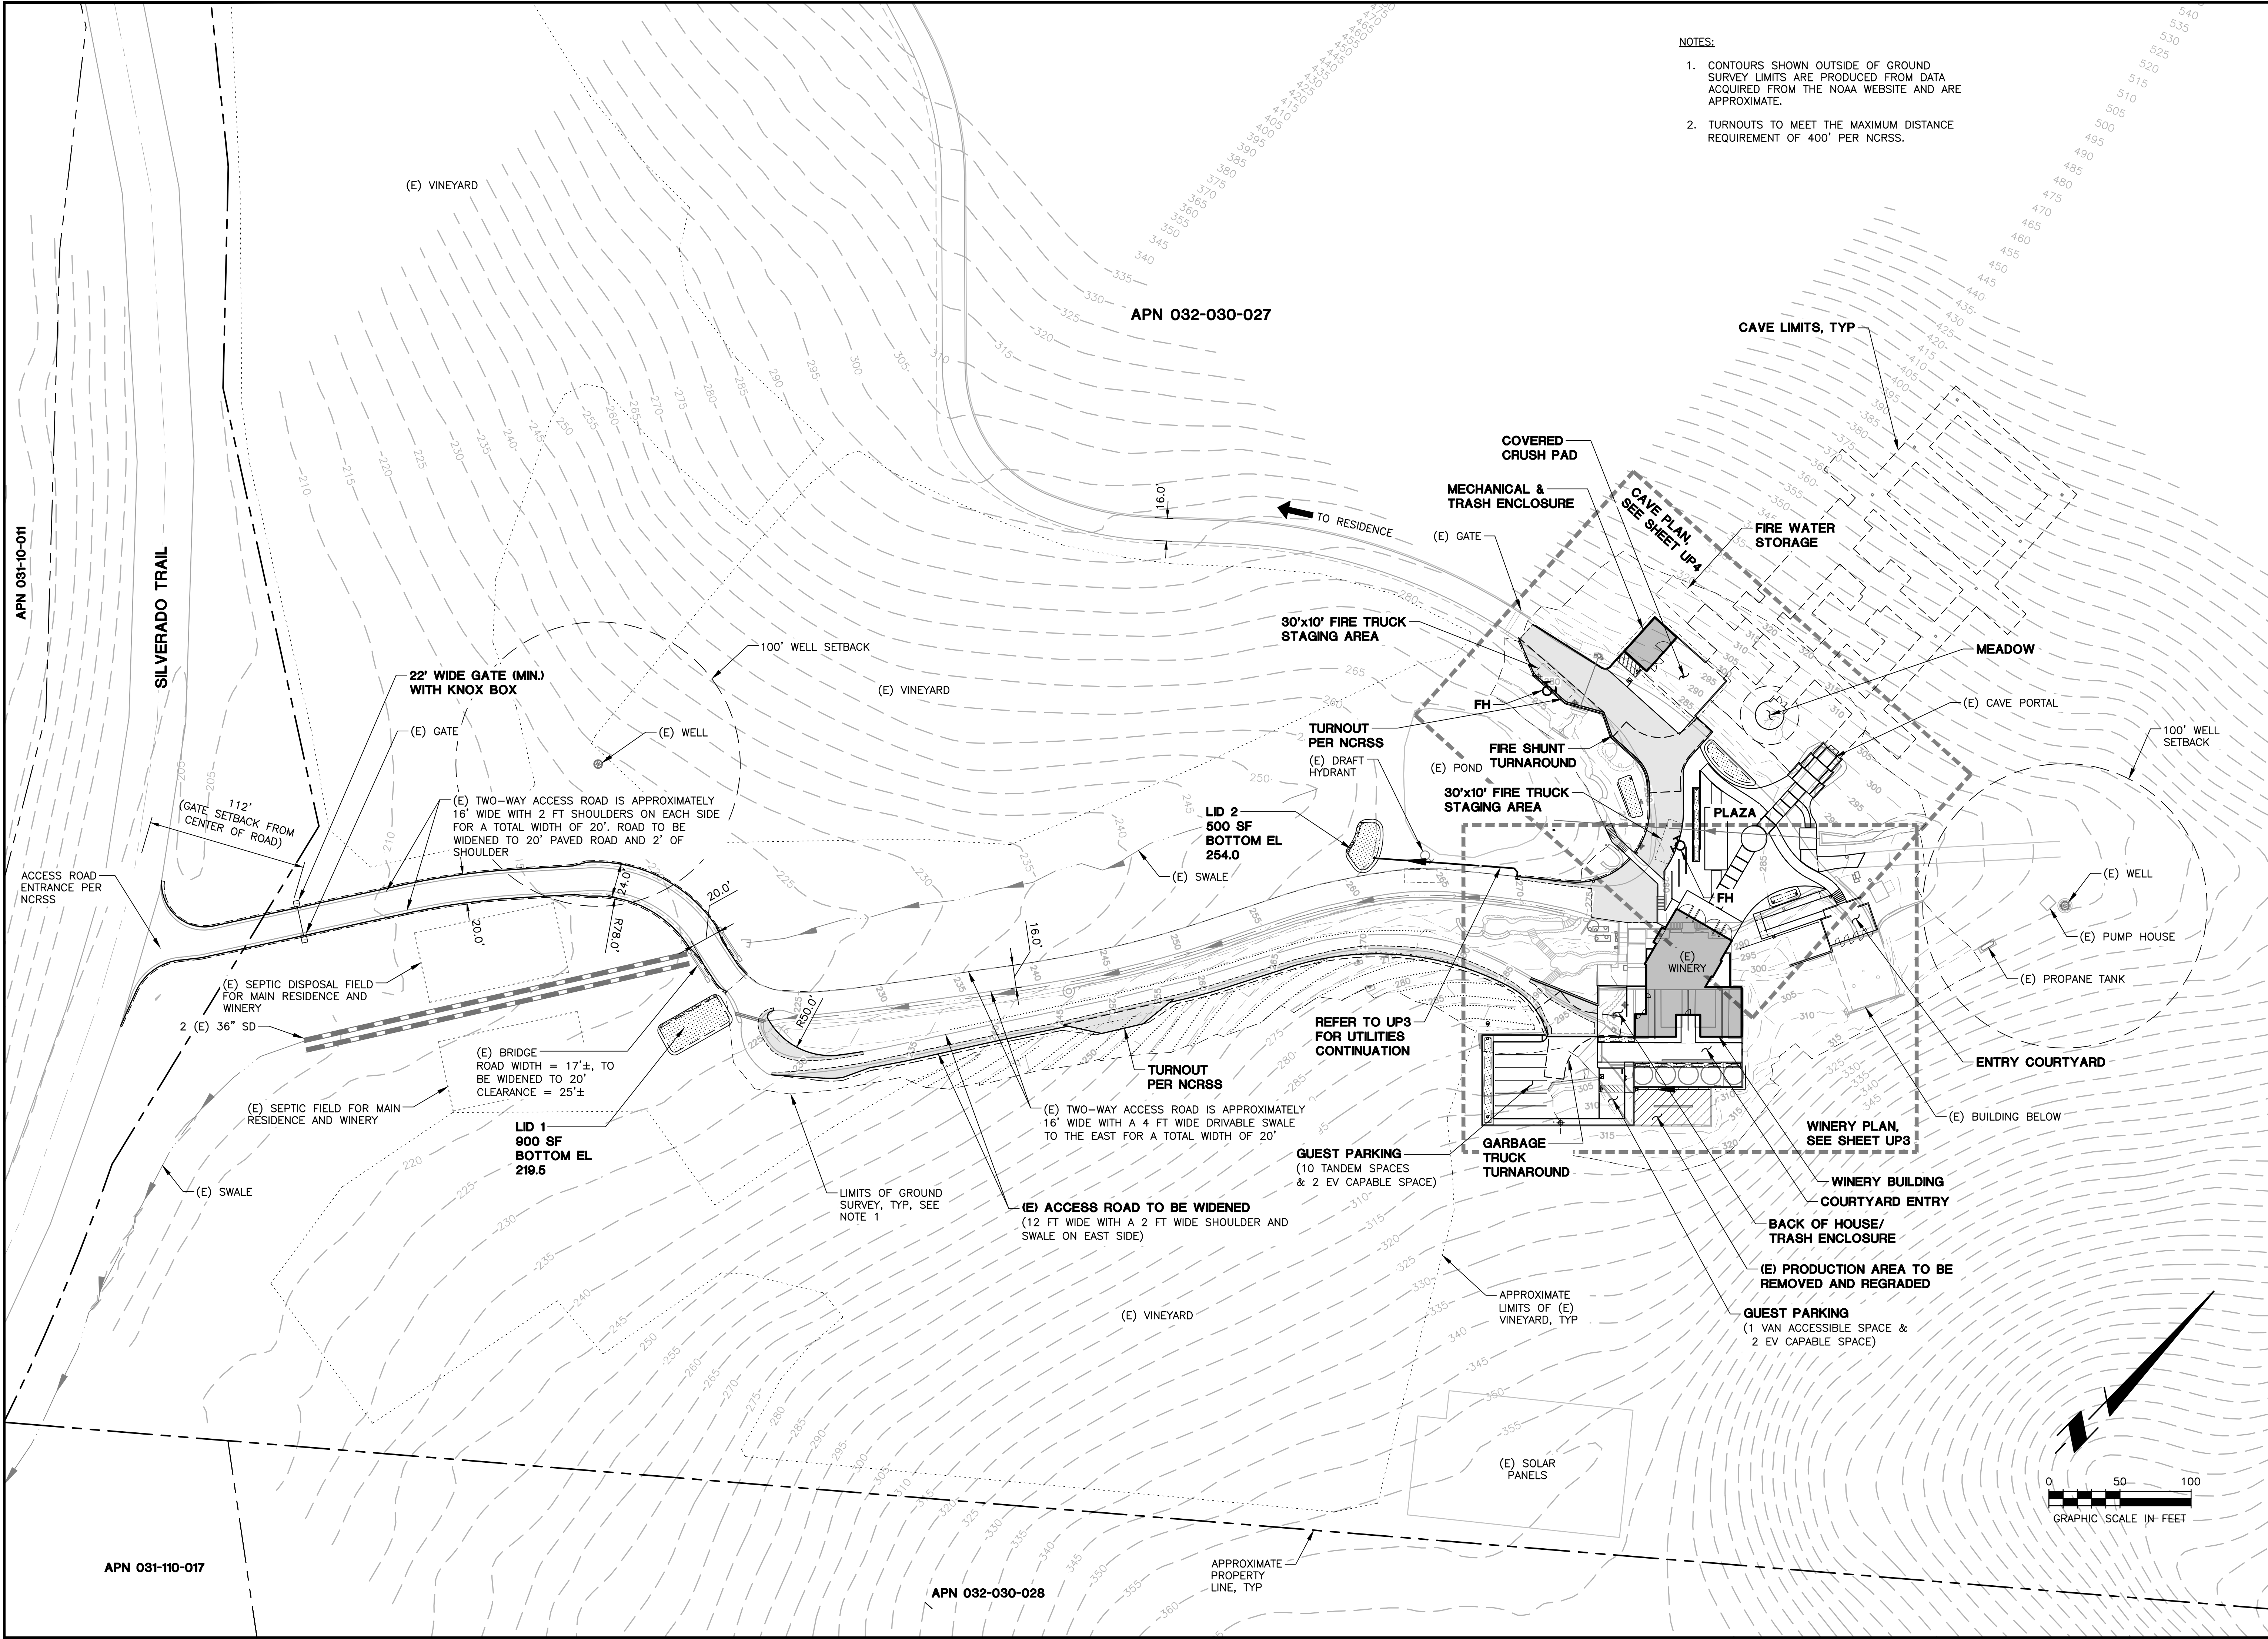 NOTES:
1. CONTOURS SHOWN OUTSIDE OF GROUND
SURVEY LIMITS ARE PRODUCED FROM DATA
ACQUIRED FROM THE NOAA WEBSITE AND ARE
APPROXIMATE.
2. TURNOUTS TO MEET THE MAXIMUM DISTANCE
REQUIREMENT OF 400' PER NCRSS.
(E) VINEYARD
APN 032-030-027
CAVE LIMITS, TYP
COVERED
CRUSH PAD
MECHANICAL &
TRASH ENCLOSURE
CAVE PLAN,
SEE SHEET UP4
FIRE WATER
STORAGE
16.0'
TO RESIDENCE
(E) GATE
APN 031-10-011
SILVERADO TRAIL
30'x10' FIRE TRUCK
STAGING AREA
MEADOW
100' WELL SETBACK
22' WIDE GATE (MIN.)
WITH KNOX BOX
(E) VINEYARD
FH
(E) CAVE PORTAL
(E) GATE
(E) WELL
TURNOUT
PER NCRSS
FIRE SHUNT
TURNAROUND
100' WELL
SETBACK
(E) DRAFT
HYDRANT
(E) POND
30'x10' FIRE TRUCK
STAGING AREA
PLAZA
112'
(GATE SETBACK FROM
CENTER OF ROAD)
(E) TWO-WAY ACCESS ROAD IS APPROXIMATELY
16' WIDE WITH 2 FT SHOULDERS ON EACH SIDE
FOR A TOTAL WIDTH OF 20'. ROAD TO BE
WIDENED TO 20' PAVED ROAD AND 2' OF
SHOULDER
LID 2
500 SF
BOTTOM EL
254.0
ACCESS ROAD
ENTRANCE PER
NCRSS
(E) SWALE
(E) WELL
24.0'
20.0'
20.0'
R78.0'
16.0'
FH
(E) PUMP HOUSE
(E) WINERY
(E) PROPANE TANK
(E) SEPTIC DISPOSAL FIELD
FOR MAIN RESIDENCE AND
WINERY
2 (E) 36" SD
R50.0'
REFER TO UP3
FOR UTILITIES
CONTINUATION
(E) BRIDGE
ROAD WIDTH = 17'±, TO
BE WIDENED TO 20'
CLEARANCE = 25'±
TURNOUT
PER NCRSS
ENTRY COURTYARD
(E) SEPTIC FIELD FOR MAIN
RESIDENCE AND WINERY
LID 1
900 SF
BOTTOM EL
219.5
(E) TWO-WAY ACCESS ROAD IS APPROXIMATELY
16' WIDE WITH A 4 FT WIDE DRIVABLE SWALE
TO THE EAST FOR A TOTAL WIDTH OF 20'
(E) BUILDING BELOW
WINERY PLAN,
SEE SHEET UP3
GUEST PARKING
(10 TANDEM SPACES
& 2 EV CAPABLE SPACE)
GARBAGE
TRUCK
TURNAROUND
(E) SWALE
LIMITS OF GROUND
SURVEY, TYP, SEE
NOTE 1
(E) ACCESS ROAD TO BE WIDENED
(12 FT WIDE WITH A 2 FT WIDE SHOULDER AND
SWALE ON EAST SIDE)
WINERY BUILDING
COURTYARD ENTRY
BACK OF HOUSE/
TRASH ENCLOSURE
(E) PRODUCTION AREA TO BE
REMOVED AND REGRADED
(E) VINEYARD
APPROXIMATE
LIMITS OF (E)
VINEYARD, TYP
GUEST PARKING
(1 VAN ACCESSIBLE SPACE &
2 EV CAPABLE SPACE)
(E) SOLAR
PANELS
0 50 100
GRAPHIC SCALE IN FEET
APN 031-110-017
APN 032-030-028
APPROXIMATE
PROPERTY
LINE, TYP